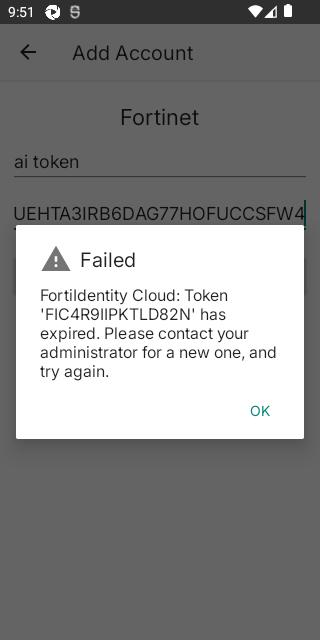 9:51
Add Account
Fortinet
ai token
UEHTA3IRB6DAG77HOFUCCSFW4
Failed
FortiIdentity Cloud: Token
'FIC4R9IIPKTLD82N' has
expired. Please contact your
administrator for a new one, and
try again.
OK